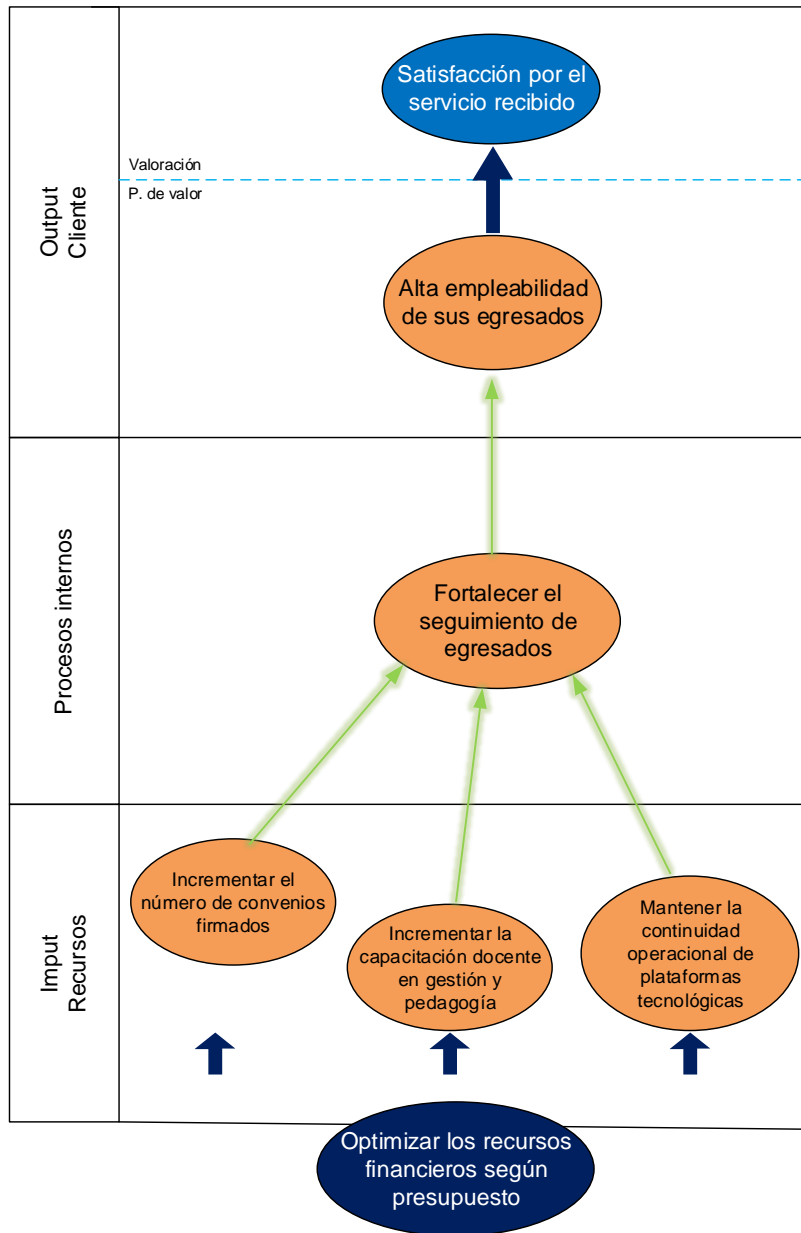 Satisfacción por el
servicio recibido
Valoración
P. de valor
Output
Cliente
Alta empleabilidad
de sus egresados
Procesos internos
Fortalecer el
seguimiento de
egresados
Imput
Recursos
Incrementar el
número de convenios
firmados
Incrementar la
capacitación docente
en gestión y
pedagogía
Mantener la
continuidad
operacional de
plataformas
tecnológicas
Optimizar los recursos
financieros según
presupuesto